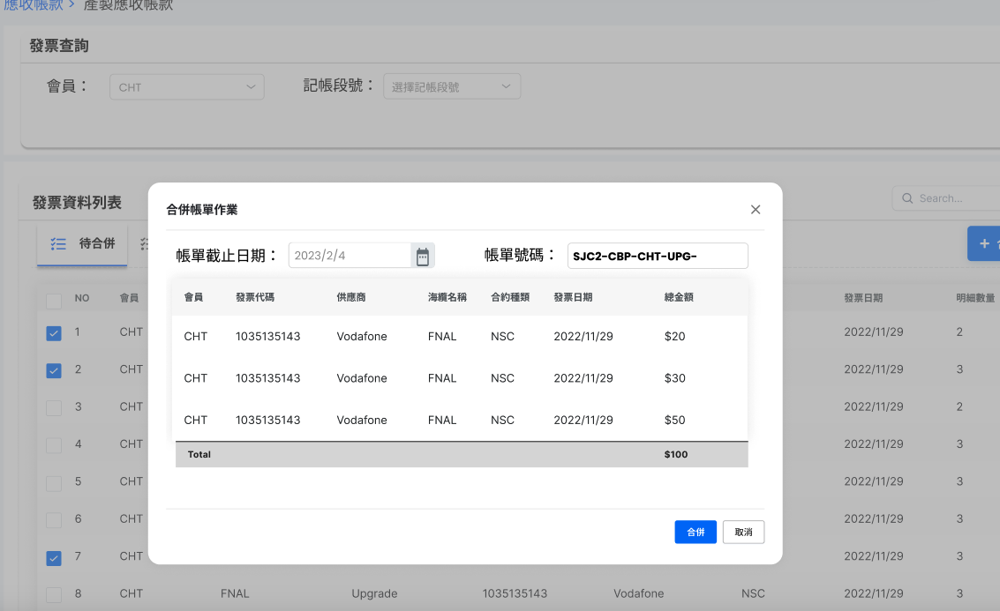 應收帳款 > 產製應收帳款
發票查詢
會員： CHT 記帳段號： 選擇記帳段號
發票資料列表 Search...
待合併
合併帳單作業
帳單截止日期： 2023/2/4 帳單號碼： SJC2-CBP-CHT-UPG-
會員 發票代碼 供應商 海纜名稱 合約種類 發票日期 總金額
CHT 1035135143 Vodafone FNAL NSC 2022/11/29 $20
CHT 1035135143 Vodafone FNAL NSC 2022/11/29 $30
CHT 1035135143 Vodafone FNAL NSC 2022/11/29 $50
Total $100
合併 取消
NO 會員 發票日期 明細數量
1 CHT 2022/11/29 2
2 CHT 2022/11/29 3
3 CHT 2022/11/29 2
4 CHT 2022/11/29 3
5 CHT 2022/11/29 3
6 CHT 2022/11/29 3
7 CHT 2022/11/29 3
8 CHT FNAL Upgrade 1035135143 Vodafone NSC 2022/11/29 3